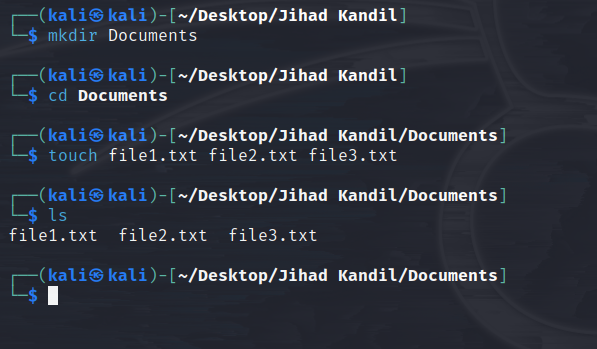 ┌──(kali㉿kali)-[~/Desktop/Jihad Kandil]
└─$ mkdir Documents
┌──(kali㉿kali)-[~/Desktop/Jihad Kandil]
└─$ cd Documents
┌──(kali㉿kali)-[~/Desktop/Jihad Kandil/Documents]
└─$ touch file1.txt file2.txt file3.txt
┌──(kali㉿kali)-[~/Desktop/Jihad Kandil/Documents]
└─$ ls
file1.txt  file2.txt  file3.txt
┌──(kali㉿kali)-[~/Desktop/Jihad Kandil/Documents]
└─$